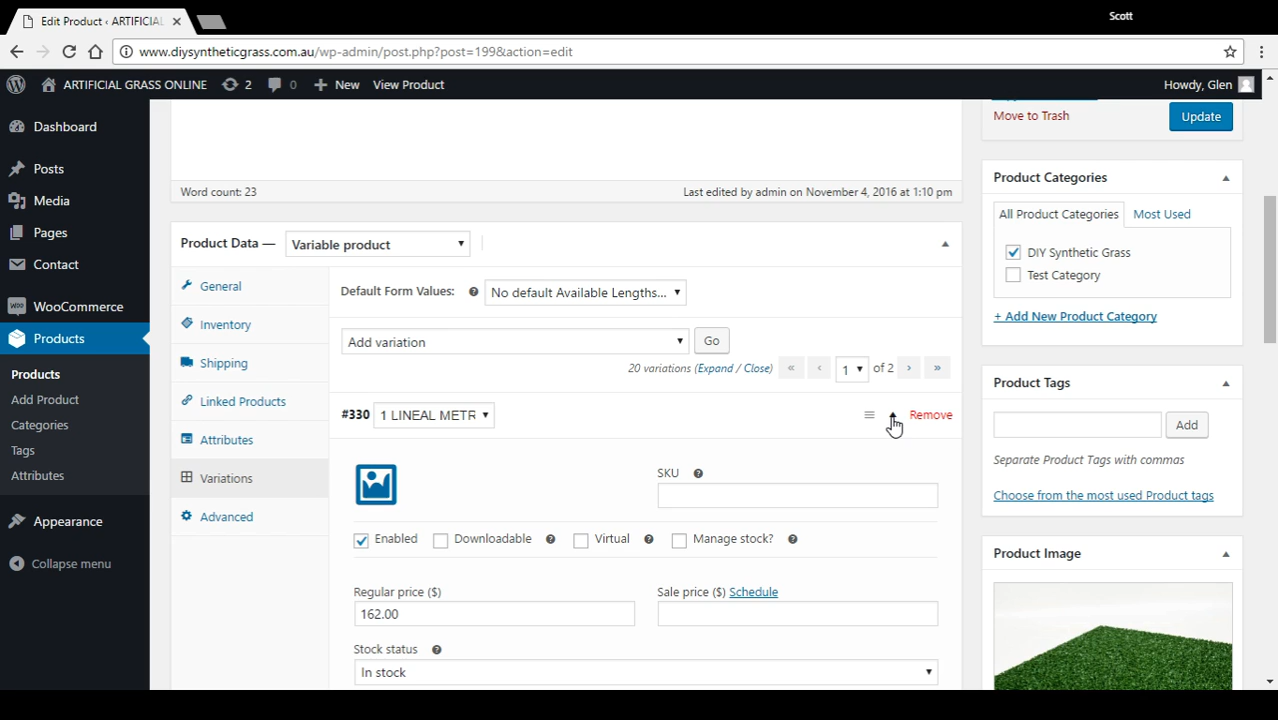 Scott
Edit Product ‹ ARTIFICIAL
www.diysyntheticgrass.com.au/wp-admin/post.php?post=199&action=edit
ARTIFICIAL GRASS ONLINE 2 0 New View Product Howdy, Glen
Dashboard
Posts
Media
Pages
Contact
WooCommerce
Products
Products
Add Product
Categories
Tags
Attributes
Appearance
Collapse menu
Word count: 23 Last edited by admin on November 4, 2016 at 1:10 pm
Product Data — Variable product
General
Inventory
Shipping
Linked Products
Attributes
Variations
Advanced
Default Form Values: No default Available Lengths...
Add variation Go
20 variations (Expand / Close) « ‹ 1 of 2 › »
#330 1 LINEAL METR Remove
SKU
Enabled Downloadable Virtual Manage stock?
Regular price ($) Sale price ($) Schedule
162.00
Stock status
In stock
Move to Trash Update
Product Categories
All Product Categories Most Used
DIY Synthetic Grass
Test Category
+ Add New Product Category
Product Tags
Add
Separate Product Tags with commas
Choose from the most used Product tags
Product Image